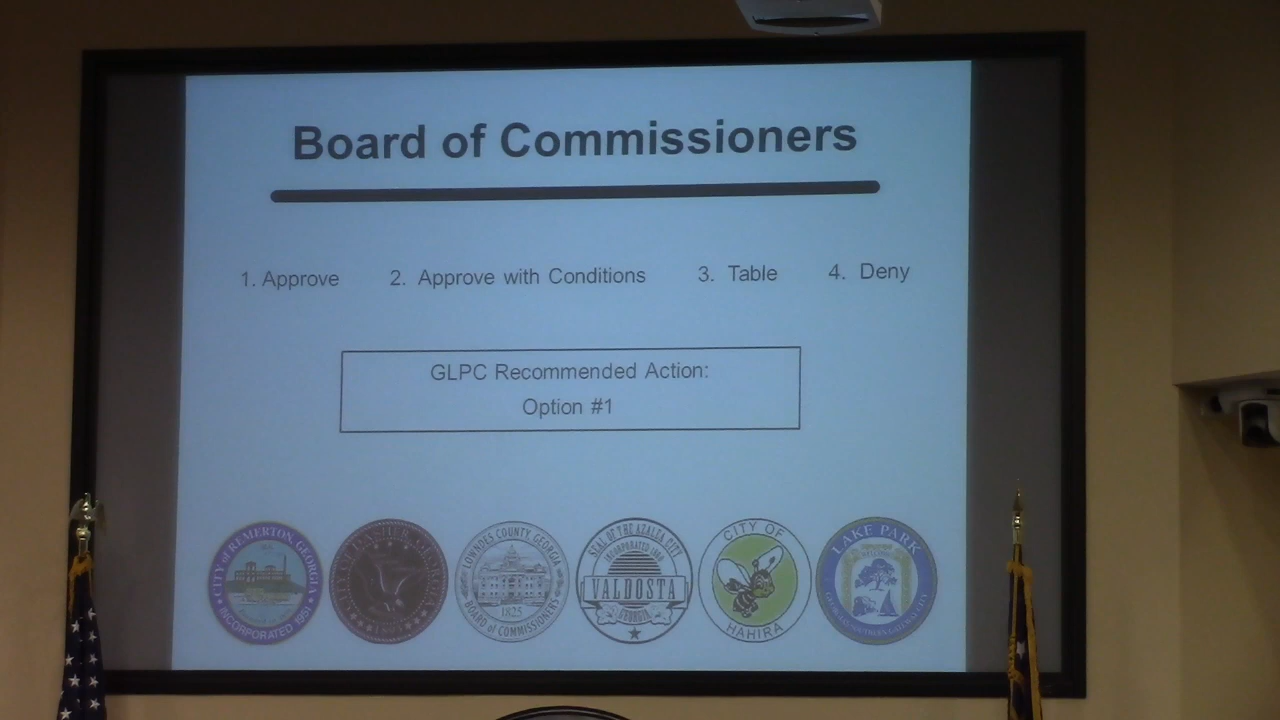 Board of Commissioners
1. Approve 2. Approve with Conditions 3. Table 4. Deny
GLPC Recommended Action:
Option #1
CITY of REMERTON, GEORGIA
INCORPORATED 1951
LOWNDES COUNTY GEORGIA
1825
BOARD of COMMISSIONERS
SEAL OF THE AZALEA CITY
INCORPORATED 1860
VALDOSTA
GEORGIA
CITY OF
HAHIRA
LAKE PARK